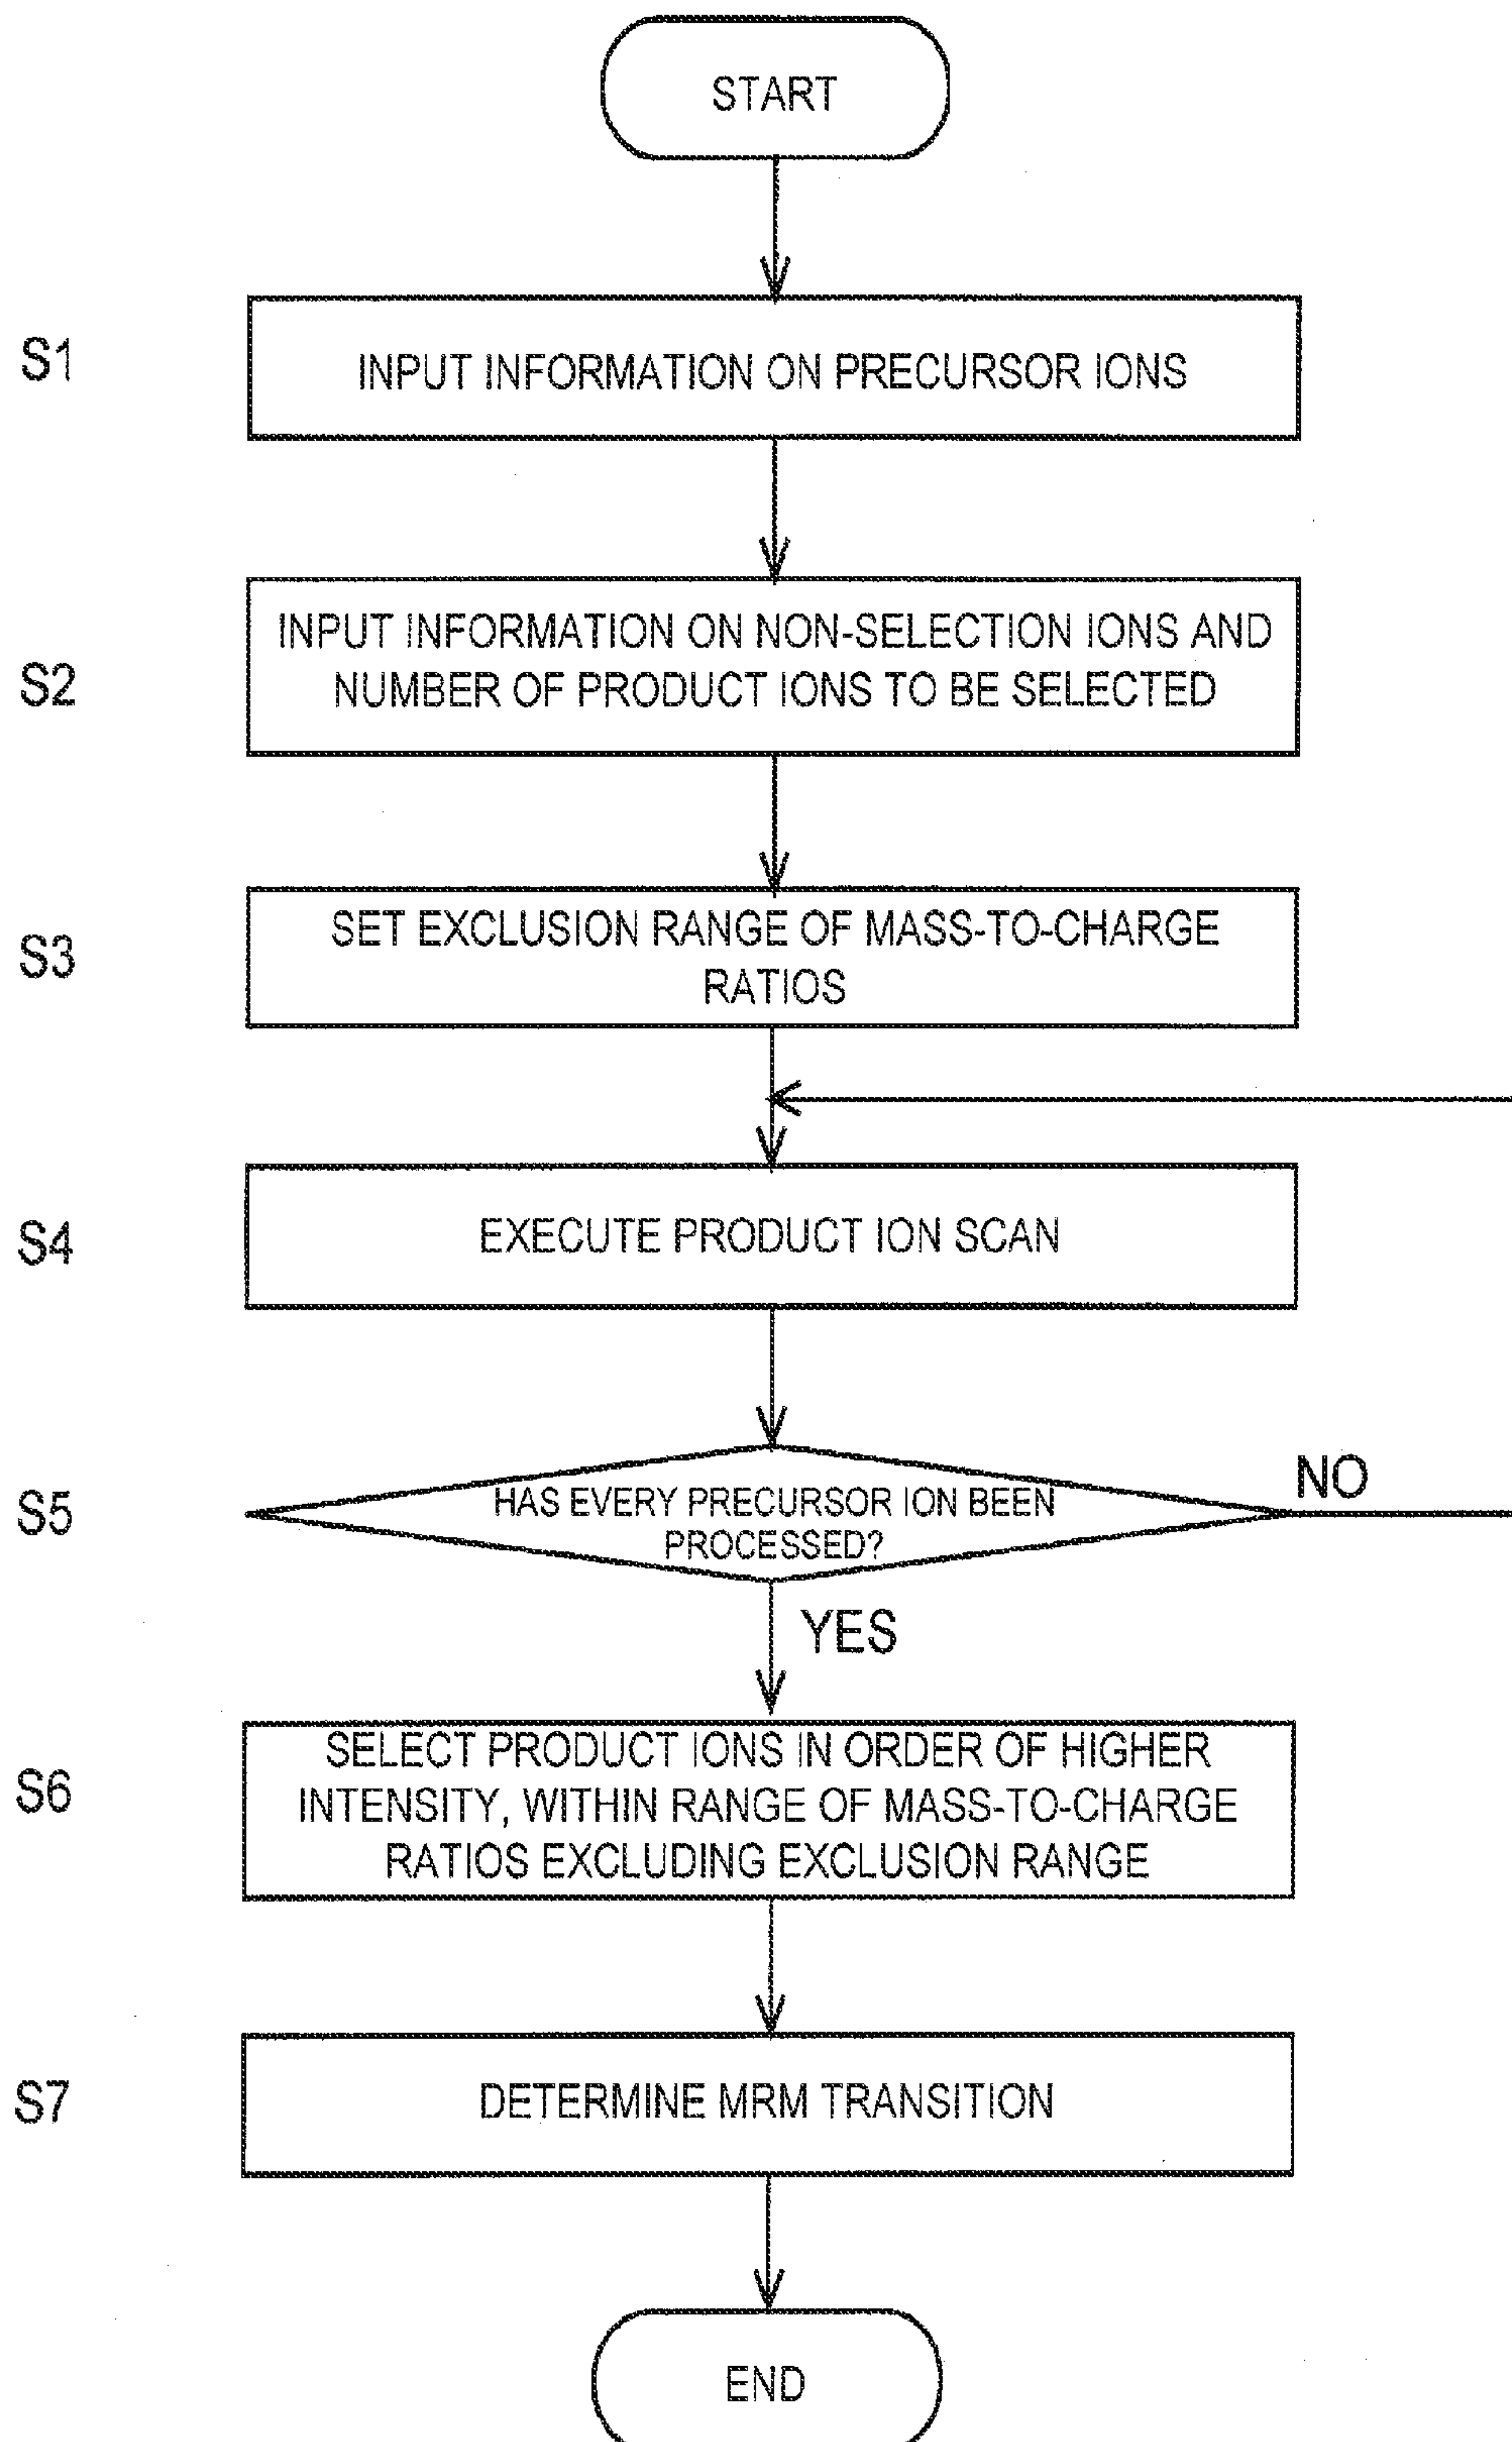 START
S1
INPUT INFORMATION ON PRECURSOR IONS
S2
INPUT INFORMATION ON NON-SELECTION IONS AND
NUMBER OF PRODUCT IONS TO BE SELECTED
S3
SET EXCLUSION RANGE OF MASS-TO-CHARGE
RATIOS
S4
EXECUTE PRODUCT ION SCAN
S5
HAS EVERY PRECURSOR ION BEEN
PROCESSED?
NO
YES
S6
SELECT PRODUCT IONS IN ORDER OF HIGHER
INTENSITY, WITHIN RANGE OF MASS-TO-CHARGE
RATIOS EXCLUDING EXCLUSION RANGE
S7
DETERMINE MRM TRANSITION
END